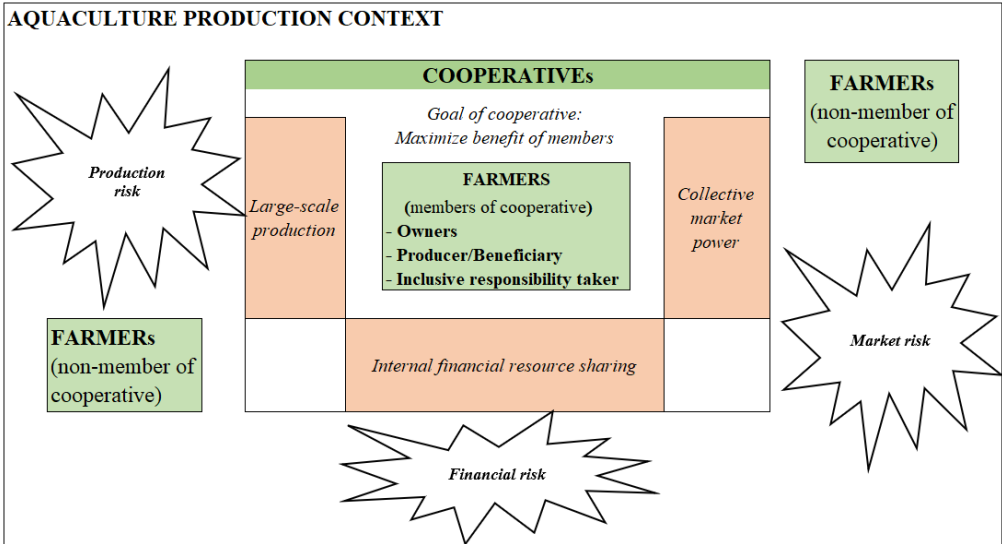 AQUACULTURE PRODUCTION CONTEXT
COOPERATIVEs
Goal of cooperative:
Maximize benefit of members
FARMERs
(non-member of
cooperative)
Production
risk
Large-scale
production
FARMERS
(members of cooperative)
- Owners
- Producer/Beneficiary
- Inclusive responsibility taker
Collective
market
power
FARMERs
(non-member of
cooperative)
Internal financial resource sharing
Market risk
Financial risk